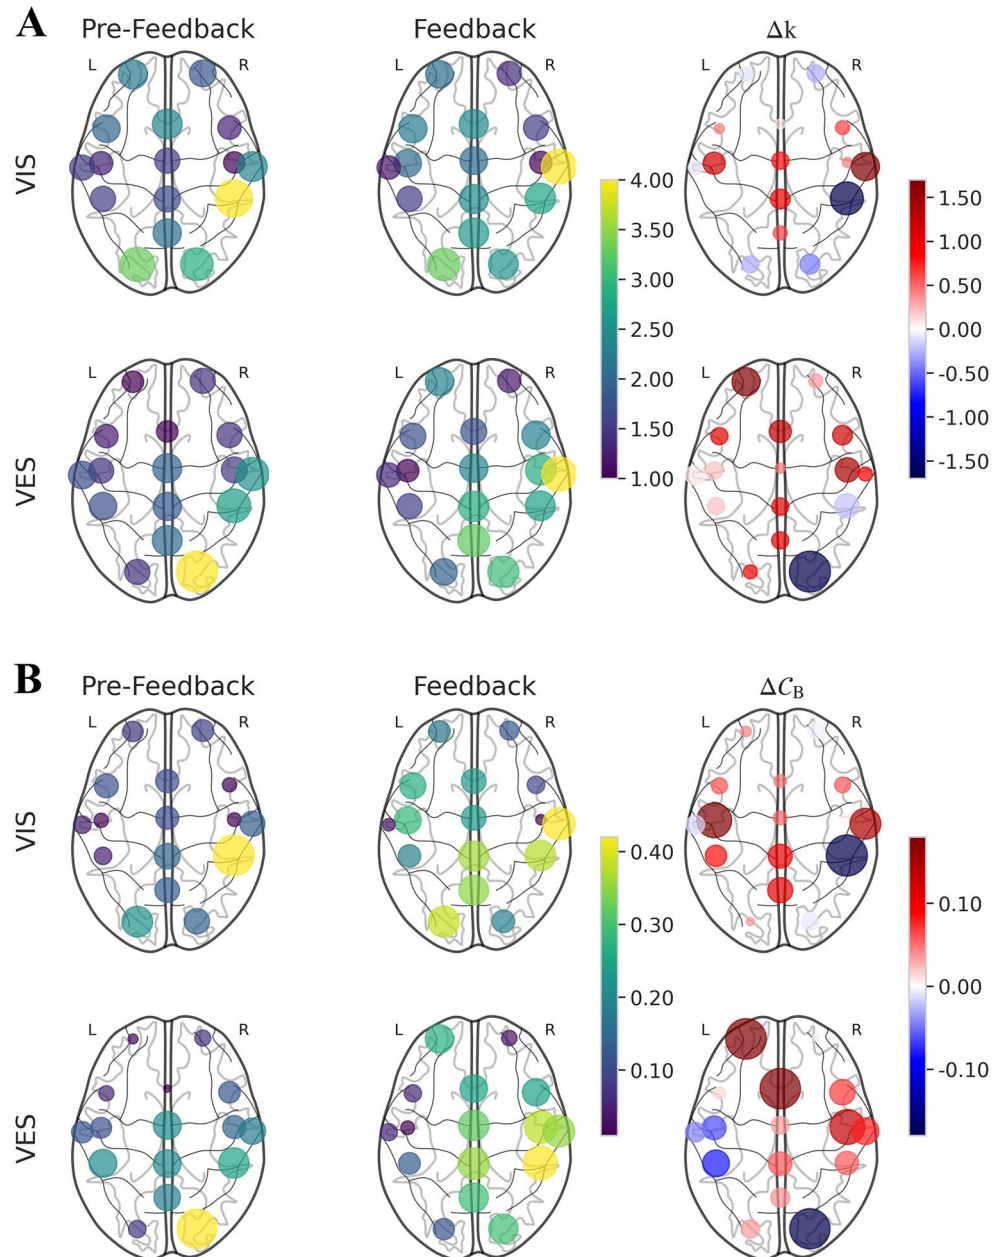 A
Pre-Feedback Feedback Δk
L R L R L R
VIS
4.00
3.50
3.00
2.50
2.00
1.50
1.00
1.50
1.00
0.50
0.00
-0.50
-1.00
-1.50
L R L R L R
VES
B
Pre-Feedback Feedback Δ𝒞B
L R L R L R
VIS
0.40
0.30
0.20
0.10
0.10
0.00
-0.10
L R L R L R
VES